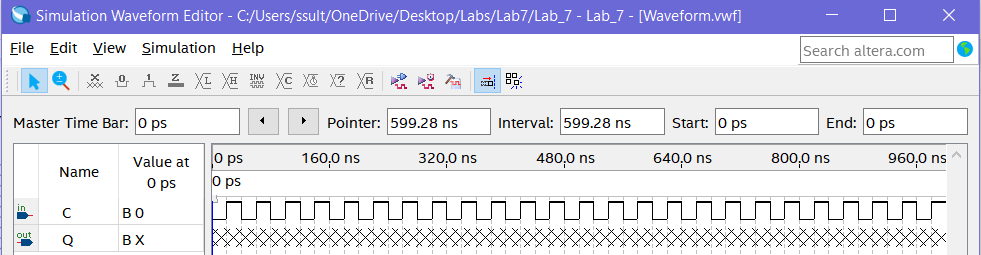 Simulation Waveform Editor - C:/Users/ssult/OneDrive/Desktop/Labs/Lab7/Lab_7 - Lab_7 - [Waveform.vwf]
File Edit View Simulation Help
Search altera.com
Master Time Bar: 0 ps Pointer: 599.28 ns Interval: 599.28 ns Start: 0 ps End: 0 ps
Name Value at 0 ps
0 ps 160.0 ns 320.0 ns 480.0 ns 640.0 ns 800.0 ns 960.0 ns
0 ps
in C B 0
out Q B X